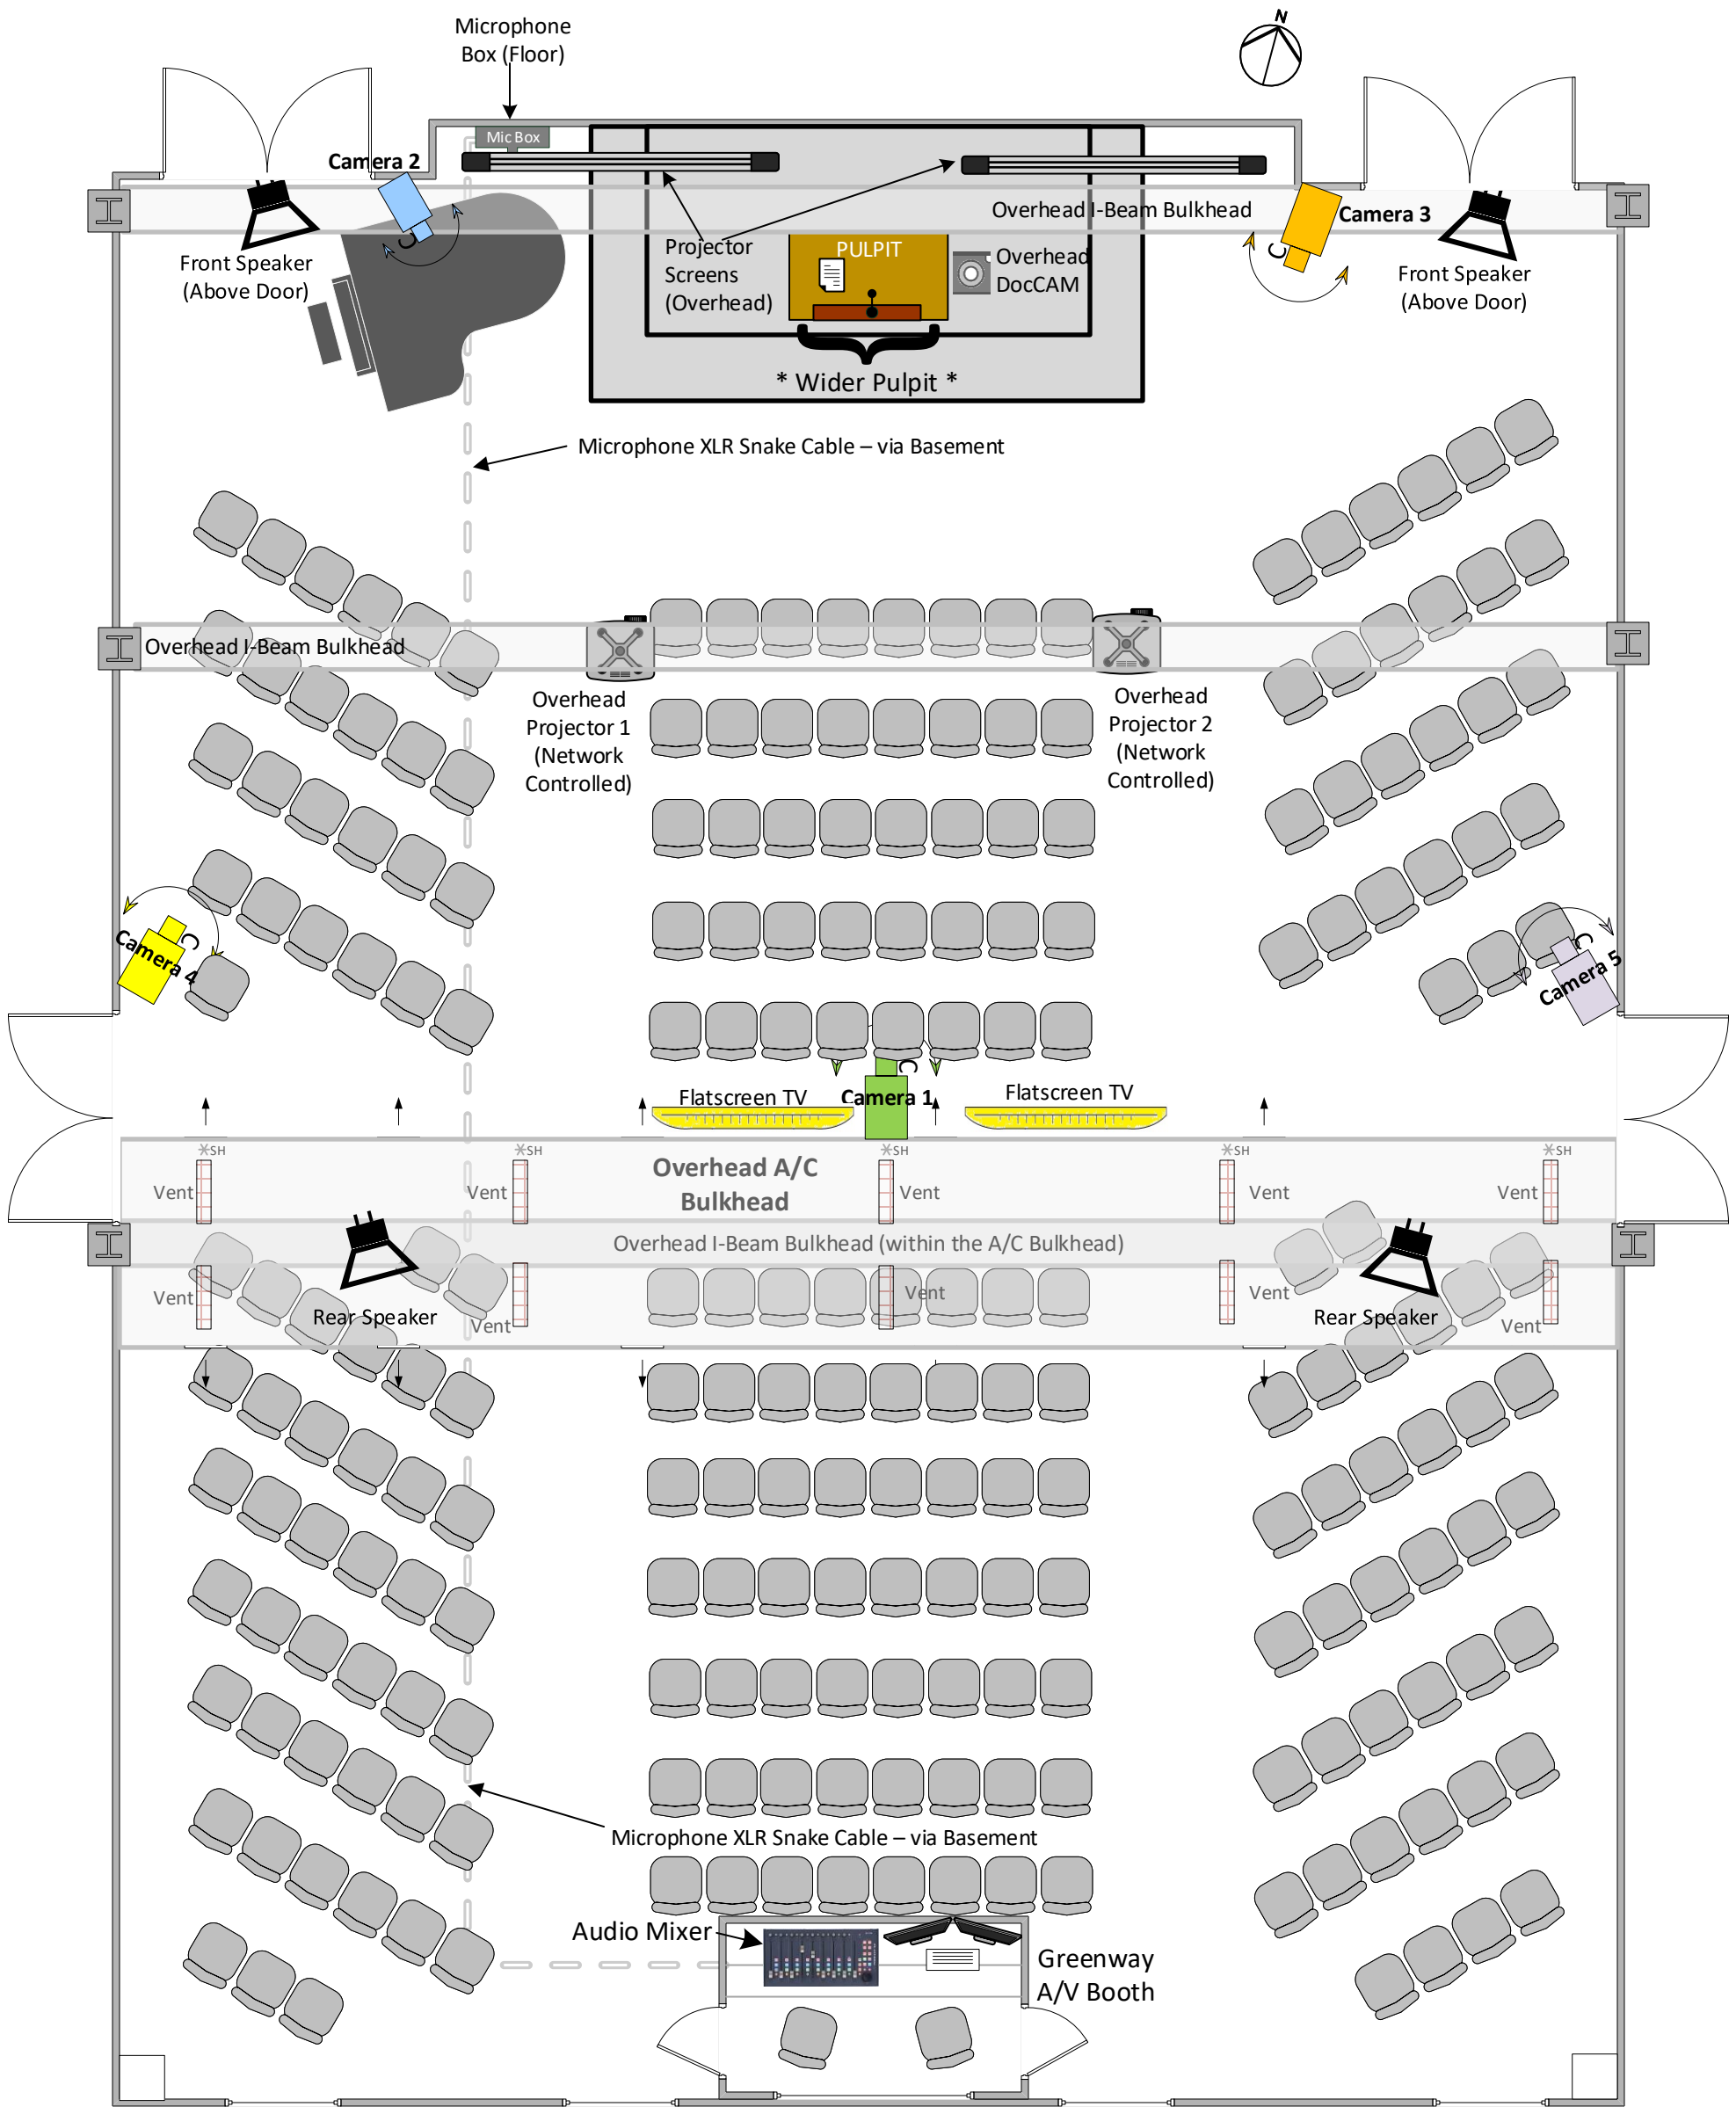 Microphone
Box (Floor)
N
Mic Box
Camera 2
Overhead I-Beam Bulkhead
Camera 3
Front Speaker
(Above Door)
Projector
Screens
(Overhead)
PULPIT
Overhead
DocCAM
Front Speaker
(Above Door)
* Wider Pulpit *
Microphone XLR Snake Cable – via Basement
Overhead I-Beam Bulkhead
Overhead
Projector 1
(Network
Controlled)
Overhead
Projector 2
(Network
Controlled)
C
Camera 4
C
Camera 5
C
Flatscreen TV
Camera 1
Flatscreen TV
SH
SH
SH
SH
SH
Overhead A/C
Bulkhead
Vent
Vent
Vent
Vent
Vent
Overhead I-Beam Bulkhead (within the A/C Bulkhead)
Vent
Rear Speaker
Vent
Vent
Vent
Rear Speaker
Vent
Microphone XLR Snake Cable – via Basement
Audio Mixer
Greenway
A/V Booth